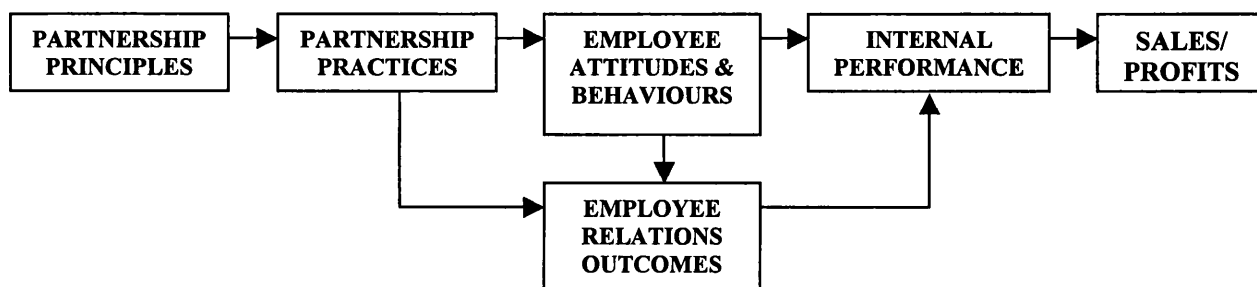 PARTNERSHIP
PRINCIPLES
PARTNERSHIP
PRACTICES
EMPLOYEE
ATTITUDES &
BEHAVIOURS
INTERNAL
PERFORMANCE
SALES/
PROFITS
EMPLOYEE
RELATIONS
OUTCOMES